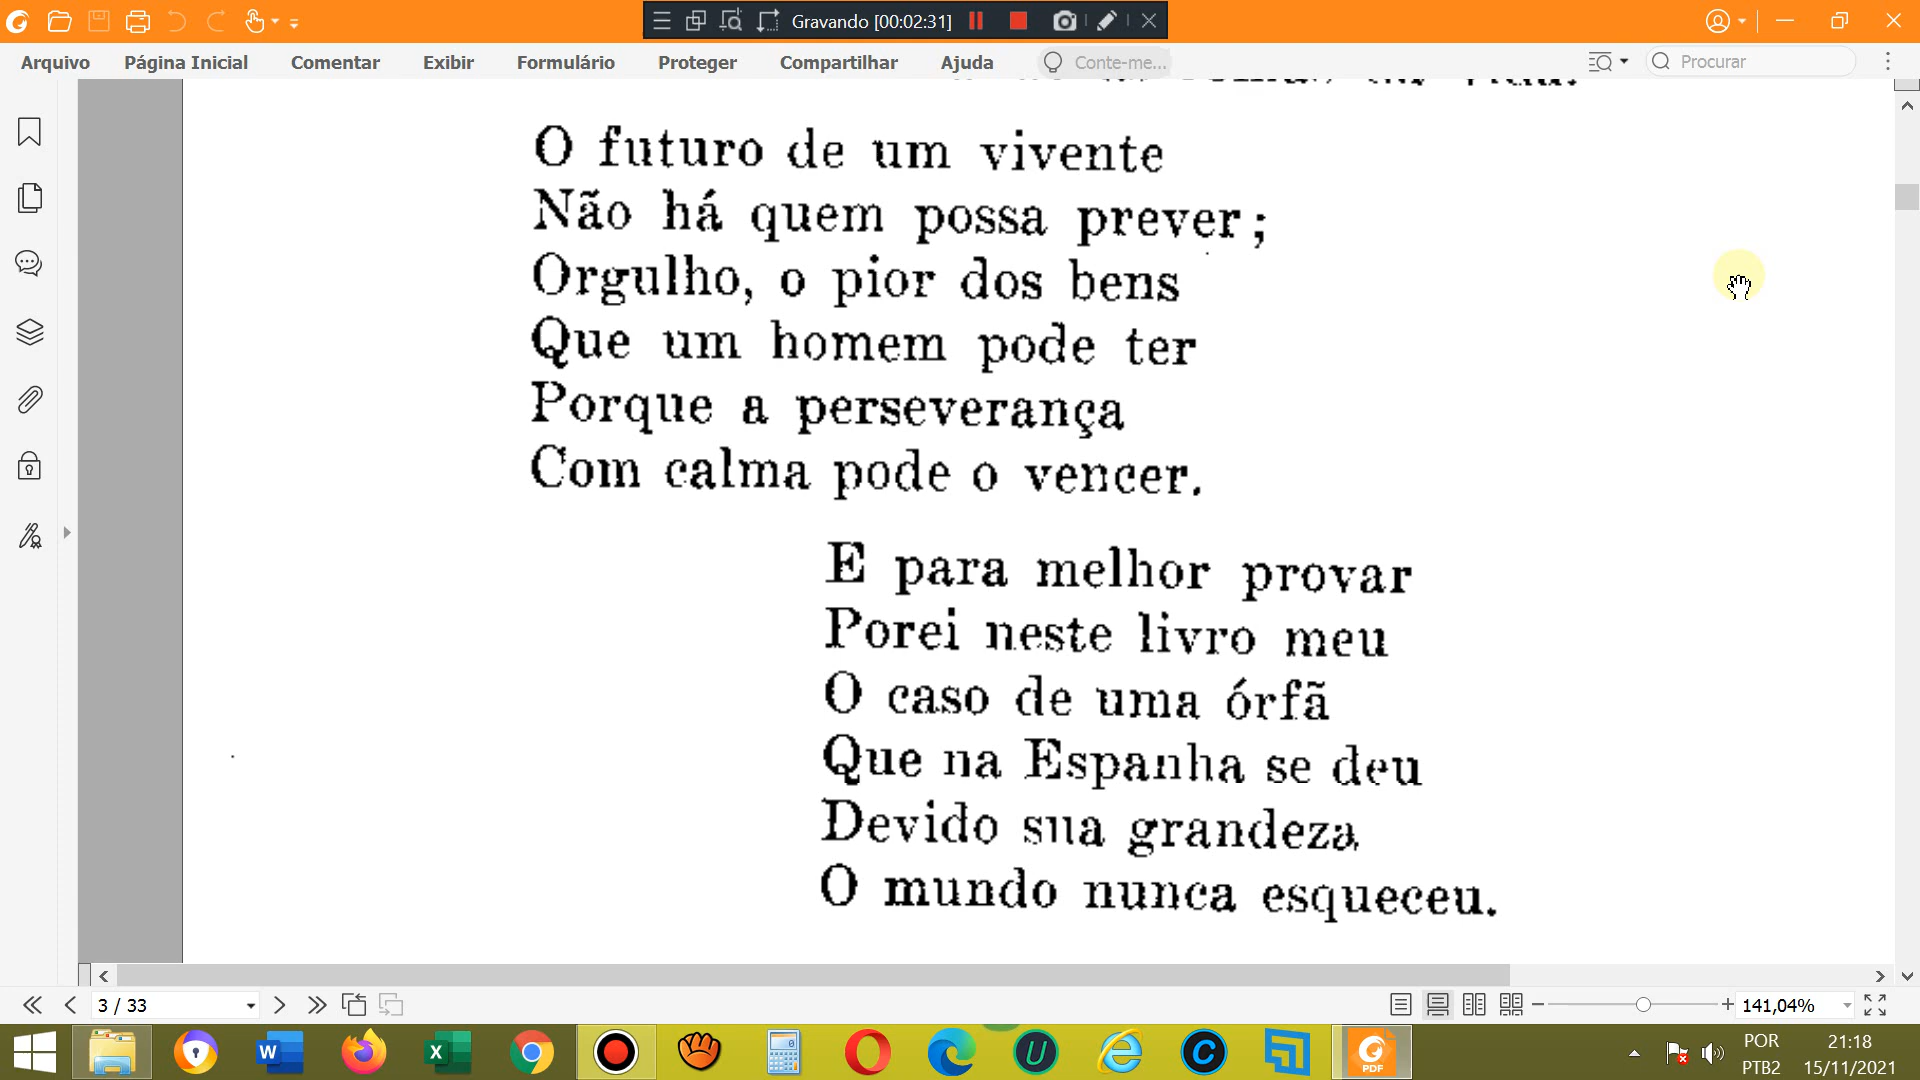 Gravando [00:02:31]
Arquivo Página Inicial Comentar Exibir Formulário Proteger Compartilhar Ajuda Conte-me... Procurar
O futuro de um vivente
Não há quem possa prever;
Orgulho, o pior dos bens
Que um homem pode ter
Porque a perseverança
Com calma pode o vencer.
E para melhor provar
Porei neste livro meu
O caso de uma órfã
Que na Espanha se deu
Devido sua grandeza
O mundo nunca esqueceu.
3 / 33 141,04%
POR 21:18
PTB2 15/11/2021
PDF